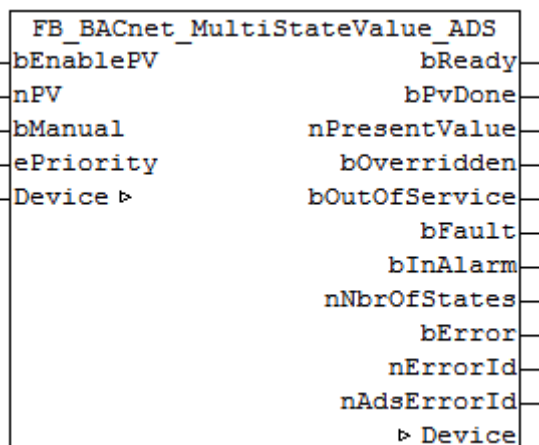 FB_BACnet_MultiStateValue_ADS
bEnablePV bReady
nPV bPvDone
bManual nPresentValue
ePriority bOverridden
Device ▹ bOutOfService
bFault
bInAlarm
nNbrOfStates
bError
nErrorId
nAdsErrorId
▹ Device